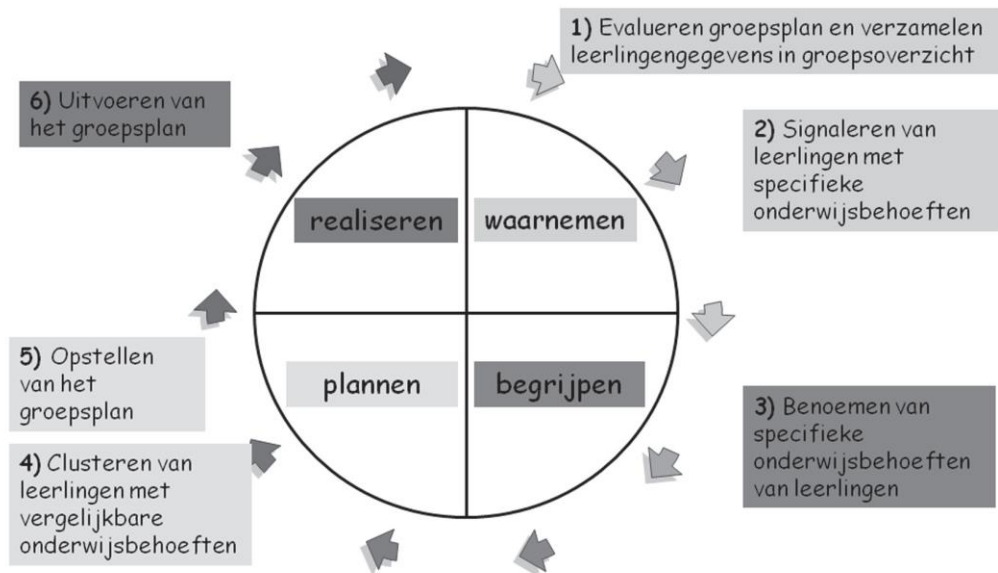 1) Evalueren groepsplan en verzamelen
leerlingengegevens in groepsoverzicht
2) Signaleren van
leerlingen met
specifieke
onderwijsbehoeften
3) Benoemen van
specifieke
onderwijsbehoeften
van leerlingen
4) Clusteren van
leerlingen met
vergelijkbare
onderwijsbehoeften
5) Opstellen
van het
groepsplan
6) Uitvoeren van
het groepsplan
realiseren
waarnemen
plannen
begrijpen